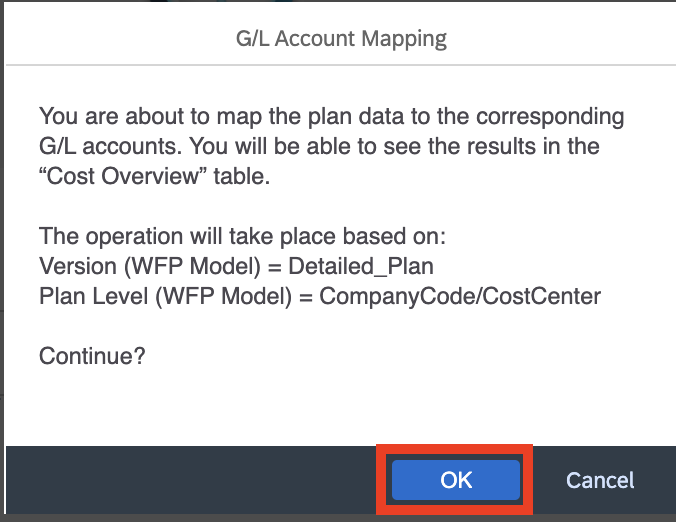 G/L Account Mapping
You are about to map the plan data to the corresponding
G/L accounts. You will be able to see the results in the
“Cost Overview” table.
The operation will take place based on:
Version (WFP Model) = Detailed_Plan
Plan Level (WFP Model) = CompanyCode/CostCenter
Continue?
OK
Cancel